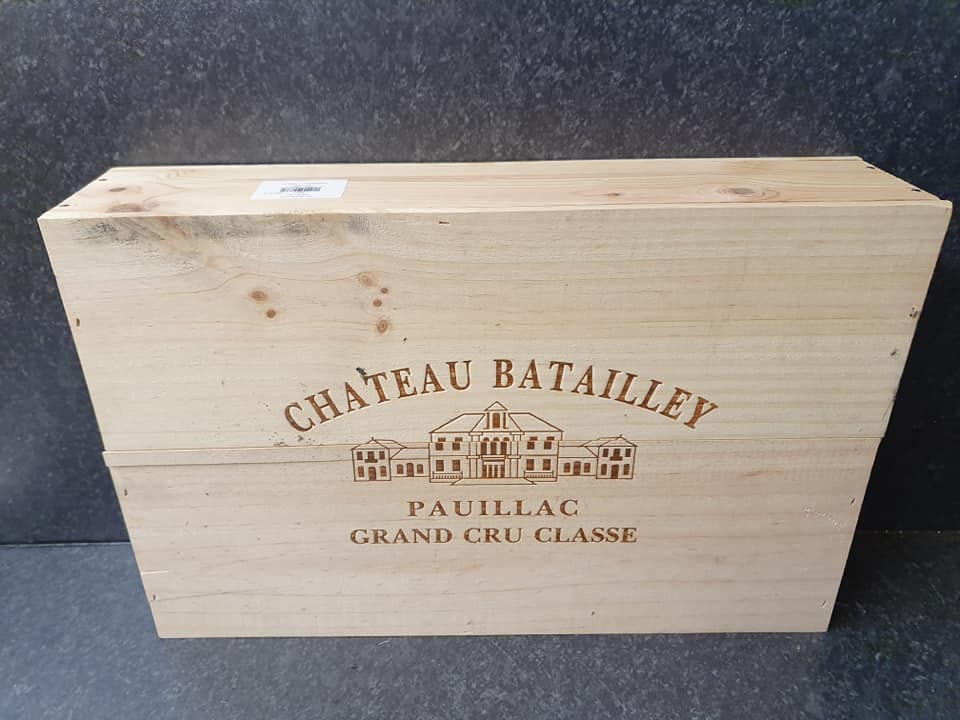 CHATEAU BATAILLEY
PAUILLAC
GRAND CRU CLASSE